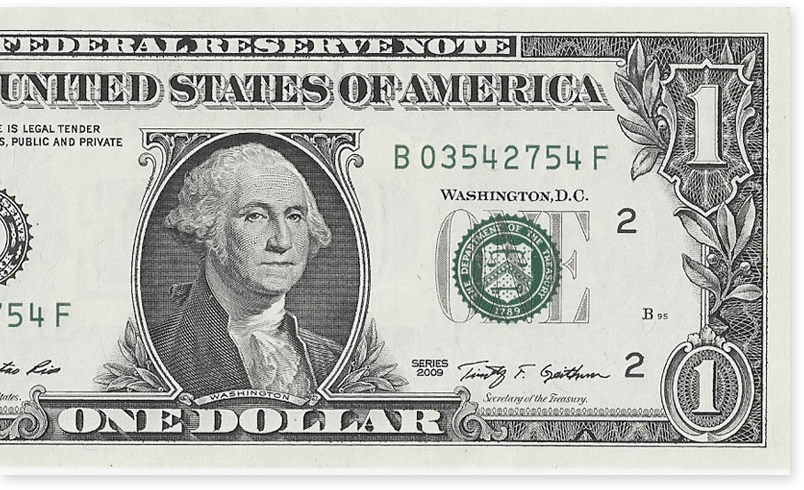 FEDERAL RESERVE NOTE
UNITED STATES OF AMERICA
E IS LEGAL TENDER
S, PUBLIC AND PRIVATE
1
B 03542754 F
WASHINGTON, D.C.
2
ONE
THE DEPARTMENT OF THE TREASURY
1789
754 F
B 95
SERIES
2009
Timothy F. Geithner
2
Secretary of the Treasury.
tates.
WASHINGTON
ONE DOLLAR
1